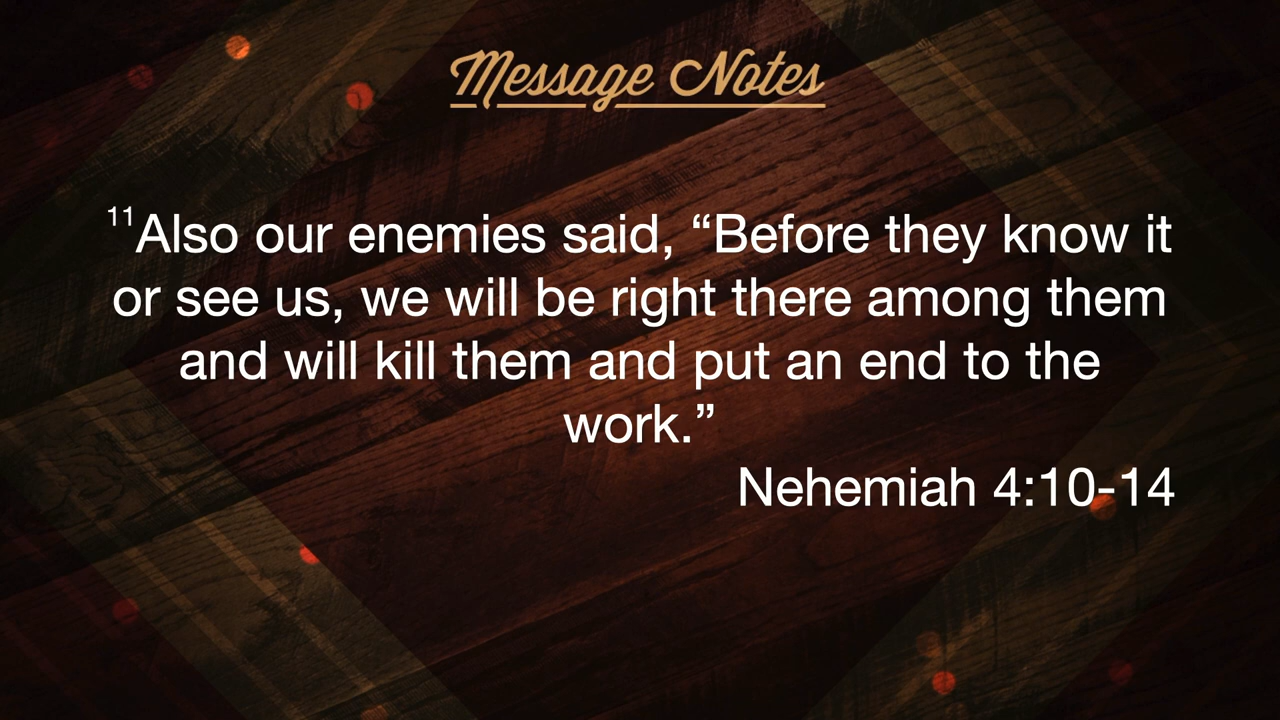 Message Notes
11Also our enemies said, “Before they know it
or see us, we will be right there among them
and will kill them and put an end to the
work.”
Nehemiah 4:10-14